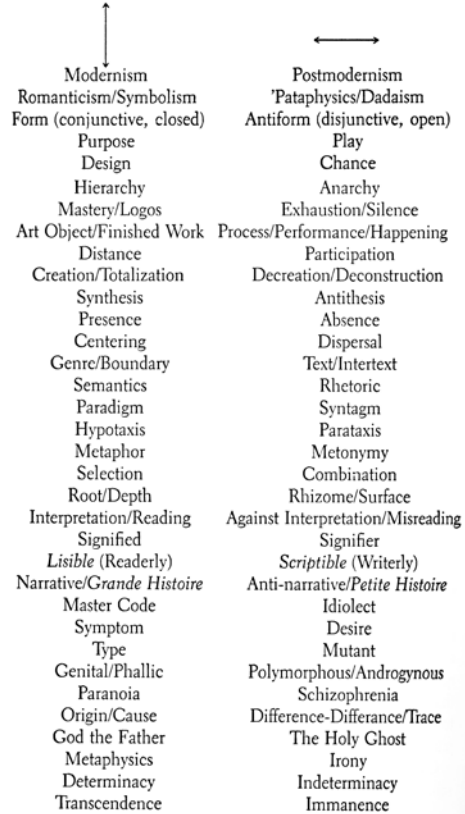 Modernism Postmodernism
Romanticism/Symbolism 'Pataphysics/Dadaism
Form (conjunctive, closed) Antiform (disjunctive, open)
Purpose Play
Design Chance
Hierarchy Anarchy
Mastery/Logos Exhaustion/Silence
Art Object/Finished Work Process/Performance/Happening
Distance Participation
Creation/Totalization Decreation/Deconstruction
Synthesis Antithesis
Presence Absence
Centering Dispersal
Genre/Boundary Text/Intertext
Semantics Rhetoric
Paradigm Syntagm
Hypotaxis Parataxis
Metaphor Metonymy
Selection Combination
Root/Depth Rhizome/Surface
Interpretation/Reading Against Interpretation/Misreading
Signified Signifier
Lisible (Readerly) Scriptible (Writerly)
Narrative/Grande Histoire Anti-narrative/Petite Histoire
Master Code Idiolect
Symptom Desire
Type Mutant
Genital/Phallic Polymorphous/Androgynous
Paranoia Schizophrenia
Origin/Cause Difference-Differance/Trace
God the Father The Holy Ghost
Metaphysics Irony
Determinacy Indeterminacy
Transcendence Immanence